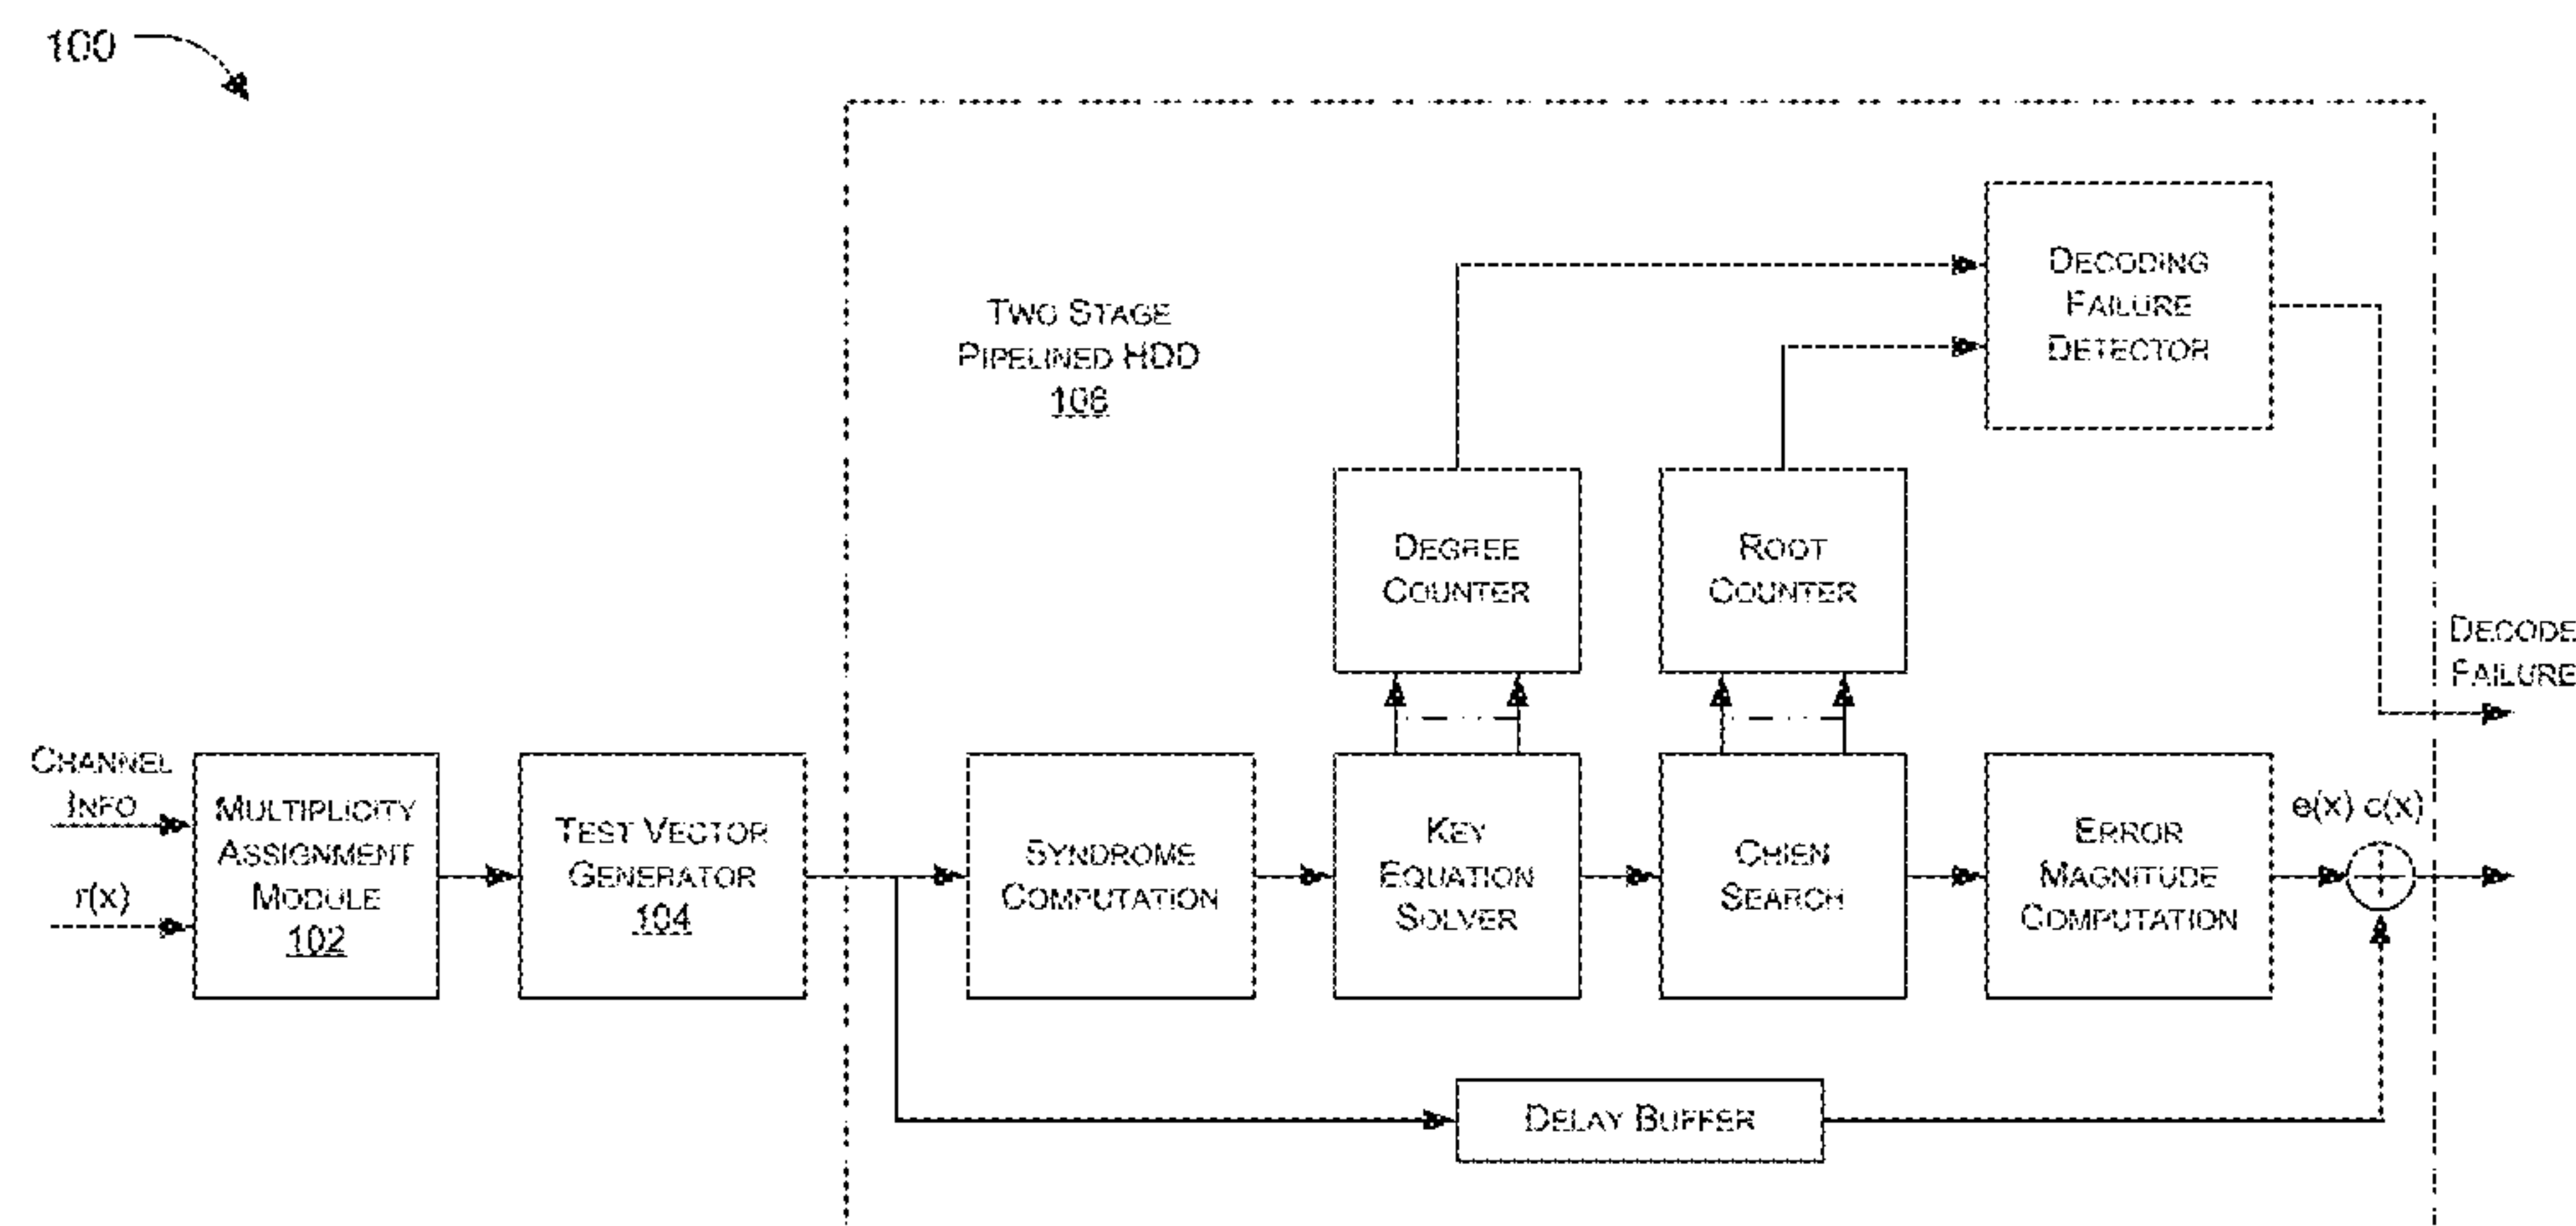 100
TWO STAGE
PIPELINED HDD
106
DECODING
FAILURE
DETECTOR
DEGREE
COUNTER
ROOT
COUNTER
DECODE
FAILURE
CHANNEL
INFO
r(x)
MULTIPLICITY
ASSIGNMENT
MODULE
102
TEST VECTOR
GENERATOR
104
SYNDROME
COMPUTATION
KEY
EQUATION
SOLVER
CHIEN
SEARCH
ERROR
MAGNITUDE
COMPUTATION
e(x) c(x)
DELAY BUFFER